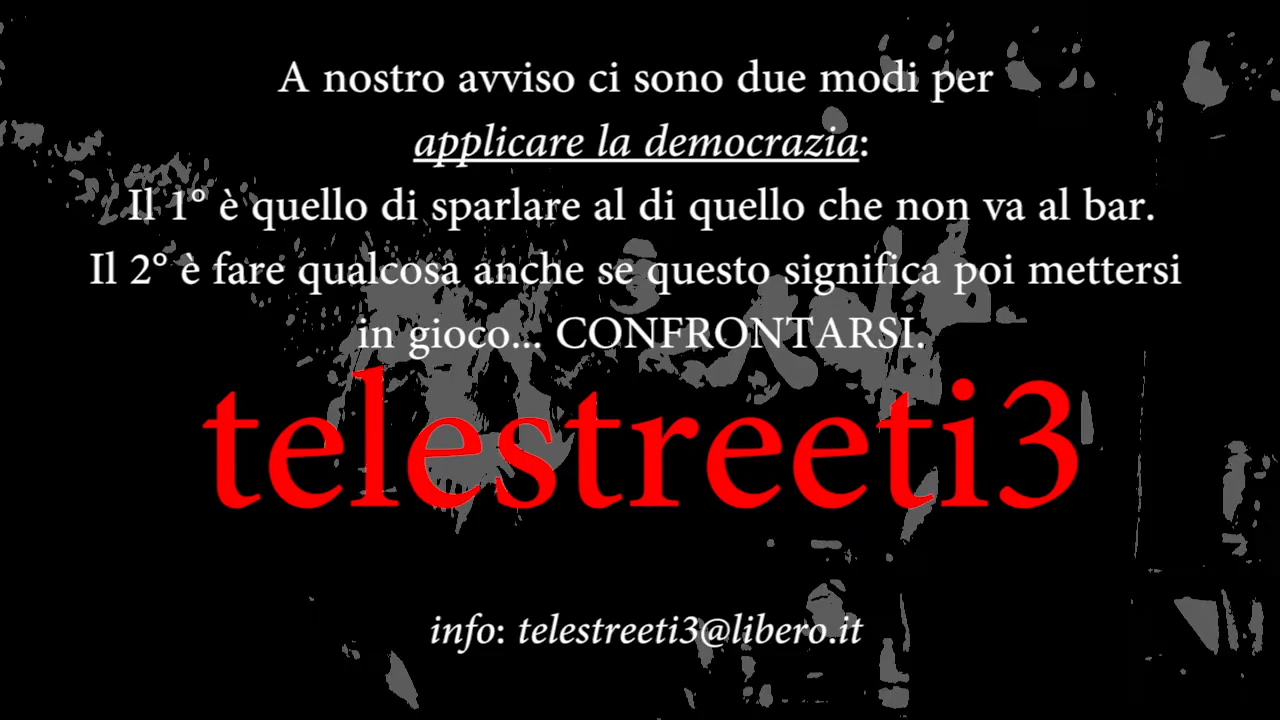 A nostro avviso ci sono due modi per
applicare la democrazia:
Il 1° è quello di sparlare al di quello che non va al bar.
Il 2° è fare qualcosa anche se questo significa poi mettersi
in gioco... CONFRONTARSI.
telestreeti3
info: telestreeti3@libero.it